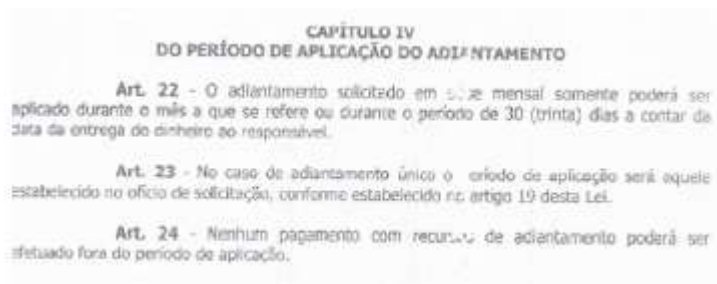 CAPÍTULO IV
DO PERÍODO DE APLICAÇÃO DO ADIANTAMENTO
Art. 22 - O adiantamento solicitado em base mensal somente poderá ser
aplicado durante o mês a que se refere ou durante o período de 30 (trinta) dias a contar da
data da entrega do dinheiro ao responsável.
Art. 23 - No caso de adiantamento único o período de aplicação será aquele
estabelecido no ofício de solicitação, conforme estabelecido no artigo 19 desta Lei.
Art. 24 - Nenhum pagamento com recursos de adiantamento poderá ser
efetuado fora do período de aplicação.